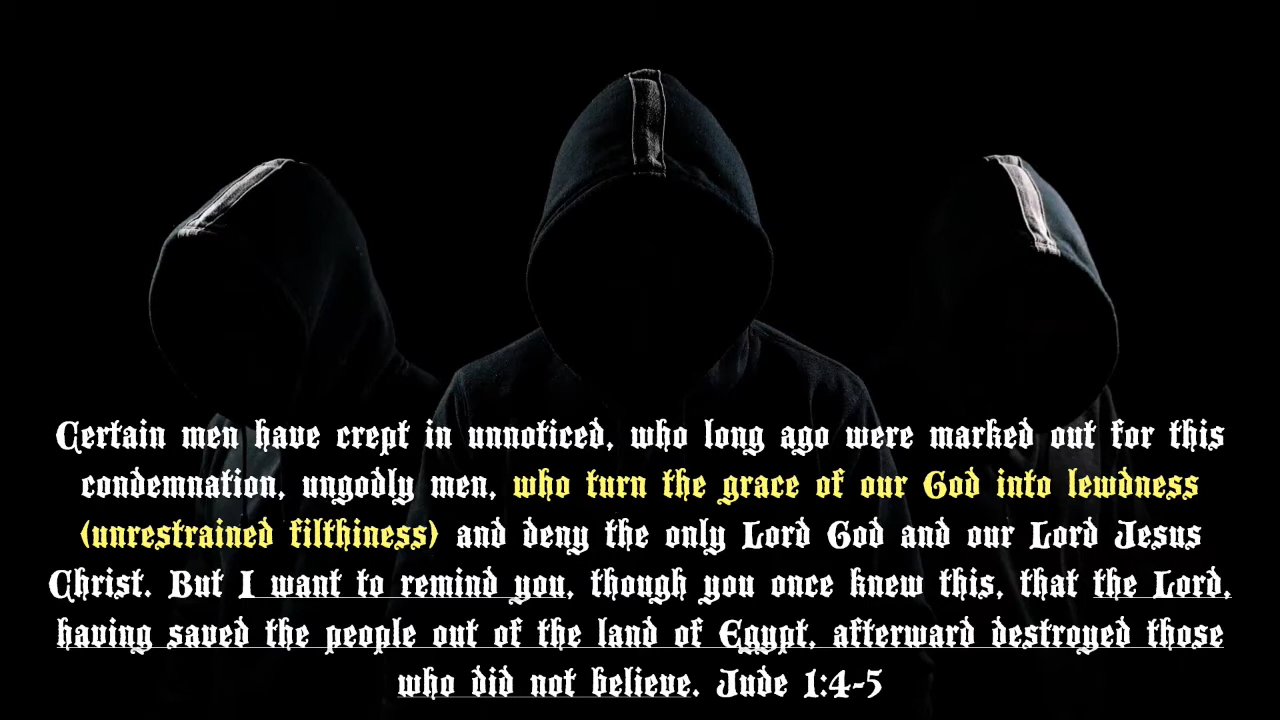 Certain men have crept in unnoticed, who long ago were marked out for this
condemnation, ungodly men, who turn the grace of our God into lewdness
(unrestrained filthiness) and deny the only Lord God and our Lord Jesus
Christ. But I want to remind you, though you once knew this, that the Lord,
having saved the people out of the land of Egypt, afterward destroyed those
who did not believe. Jude 1:4-5